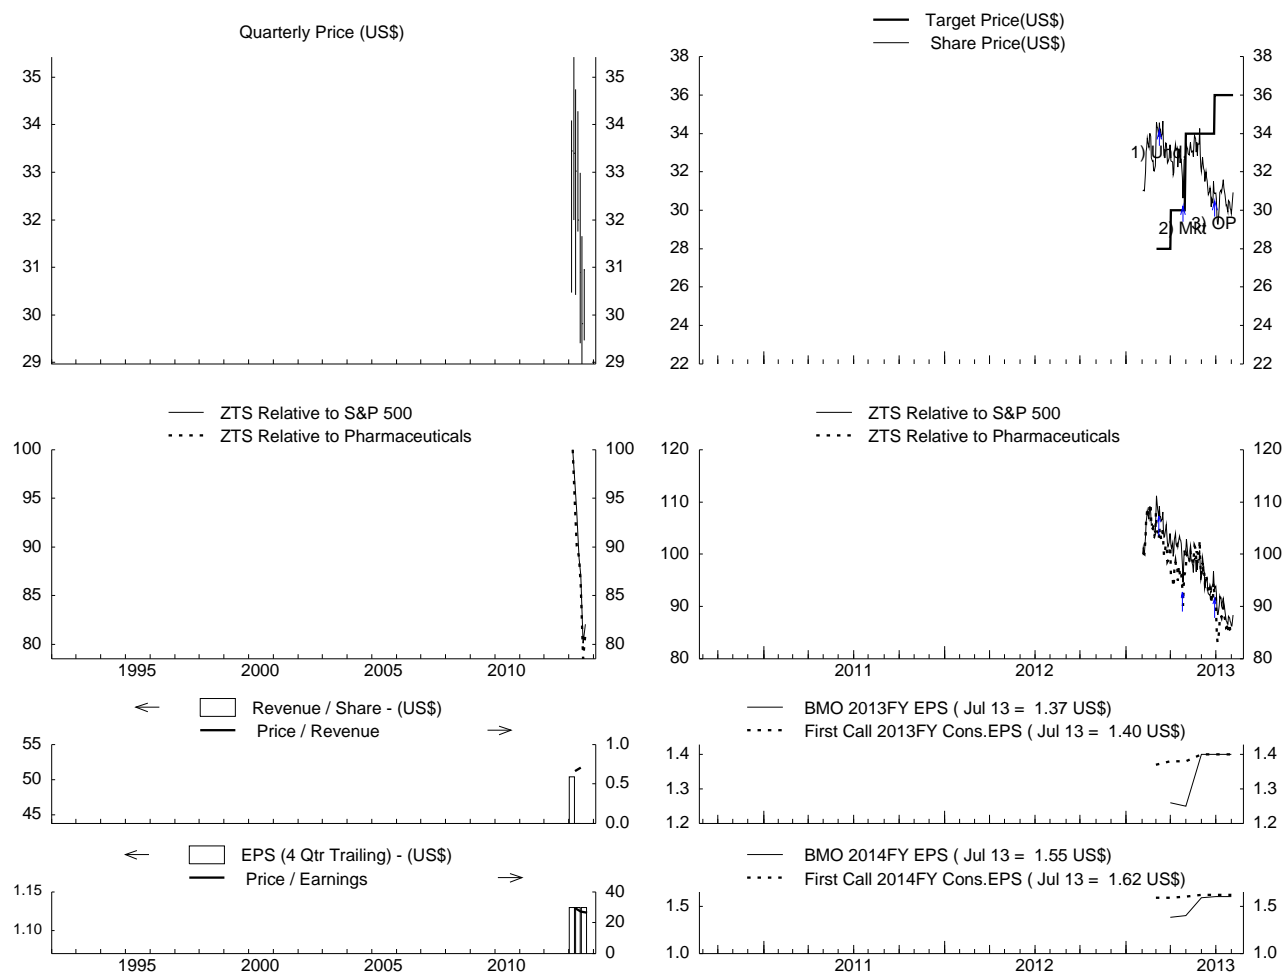 Quarterly Price (US$)
35 35
34 34
33 33
32 32
31 31
30 30
29 29
Target Price(US$)
Share Price(US$)
38 38
36 36
34 34
32 32
30 30
28 28
26 26
24 24
22 22
1) Unq
2) Mkt
3) OP
ZTS Relative to S&P 500
ZTS Relative to Pharmaceuticals
100 100
95 95
90 90
85 85
80 80
1995 2000 2005 2010
ZTS Relative to S&P 500
ZTS Relative to Pharmaceuticals
120 120
110 110
100 100
90 90
80 80
2011 2012 2013
Revenue / Share - (US$)
Price / Revenue
55 1.0
50 0.5
45 0.0
BMO 2013FY EPS ( Jul 13 = 1.37 US$)
First Call 2013FY Cons.EPS ( Jul 13 = 1.40 US$)
1.4 1.4
1.3 1.3
1.2 1.2
EPS (4 Qtr Trailing) - (US$)
Price / Earnings
1.15 40
1.10 20
0
1995 2000 2005 2010
BMO 2014FY EPS ( Jul 13 = 1.55 US$)
First Call 2014FY Cons.EPS ( Jul 13 = 1.62 US$)
1.5 1.5
1.0 1.0
2011 2012 2013